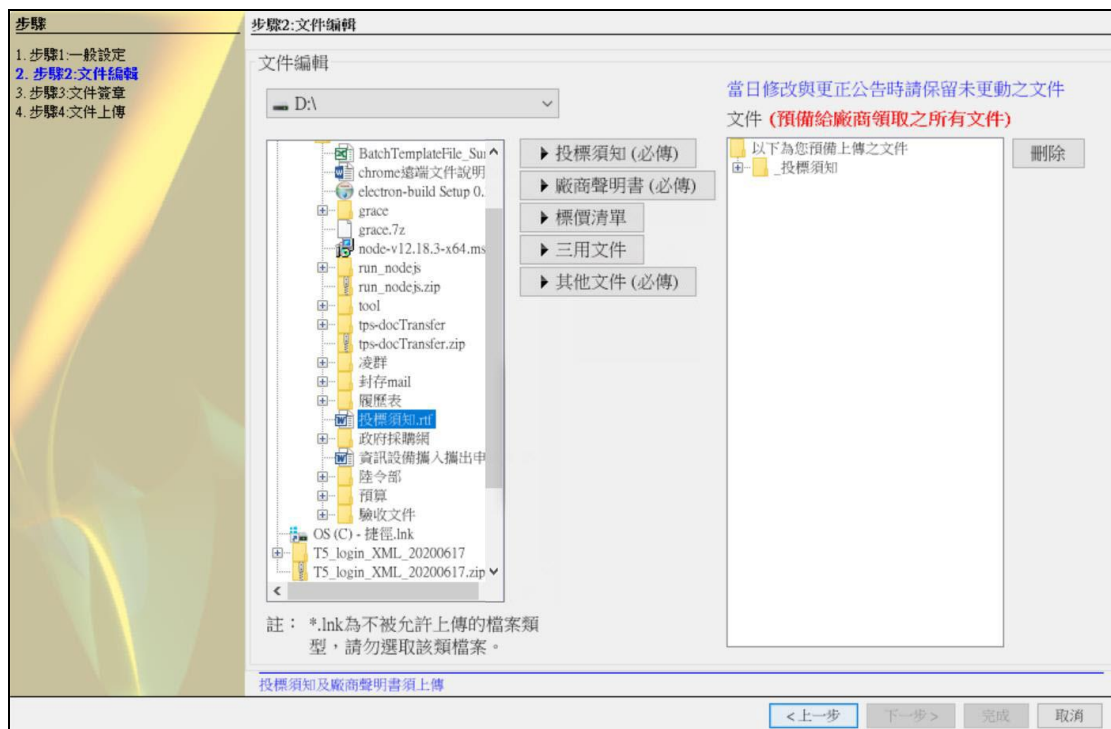 步驟
1. 步驟1:一般設定
2. 步驟2:文件編輯
3. 步驟3:文件簽章
4. 步驟4:文件上傳
步驟2:文件編輯
文件編輯
D:\
BatchTemplateFile_Sur
chrome遠端文件說明
electron-build Setup 0.
grace
grace.7z
node-v12.18.3-x64.ms
run_nodejs
run_nodejs.zip
tool
tps-docTransfer
tps-docTransfer.zip
凌群
封存mail
履歷表
投標須知.rtf
政府採購網
資訊設備攜入攜出申
陸令部
預算
驗收文件
OS (C) - 捷徑.lnk
T5_login_XML_20200617
T5_login_XML_20200617.zip
註： *.lnk為不被允許上傳的檔案類
型，請勿選取該類檔案。
投標須知 (必傳)
廠商聲明書 (必傳)
標價清單
三用文件
其他文件 (必傳)
當日修改與更正公告時請保留未更動之文件
文件 (預備給廠商領取之所有文件)
以下為您預備上傳之文件
_投標須知
刪除
投標須知及廠商聲明書須上傳
<上一步
下一步>
完成
取消